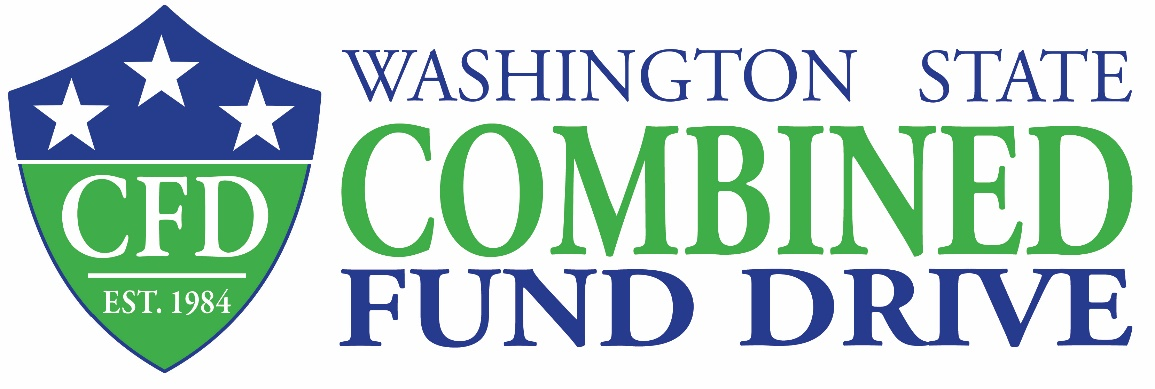 CFD
EST. 1984
WASHINGTON STATE
COMBINED
FUND DRIVE